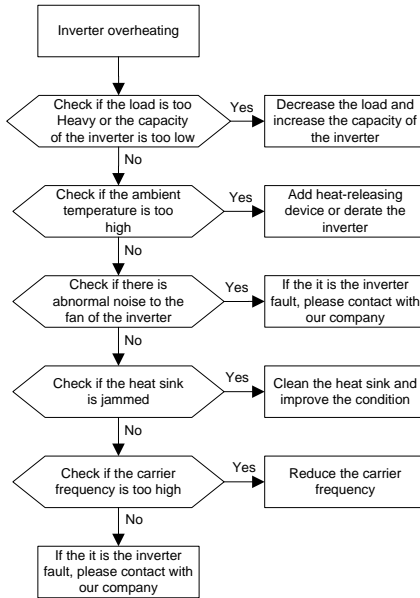 Inverter overheating
Check if the load is too
Heavy or the capacity
of the inverter is too low
Yes
Decrease the load and
increase the capacity of
the inverter
No
Check if the ambient
temperature is too
high
Yes
Add heat-releasing
device or derate the
inverter
No
Check if there is
abnormal noise to the
fan of the inverter
Yes
If the it is the inverter
fault, please contact with
our company
No
Check if the heat sink
is jammed
Yes
Clean the heat sink and
improve the condition
No
Check if the carrier
frequency is too high
Yes
Reduce the carrier
frequency
No
If the it is the inverter
fault, please contact with
our company